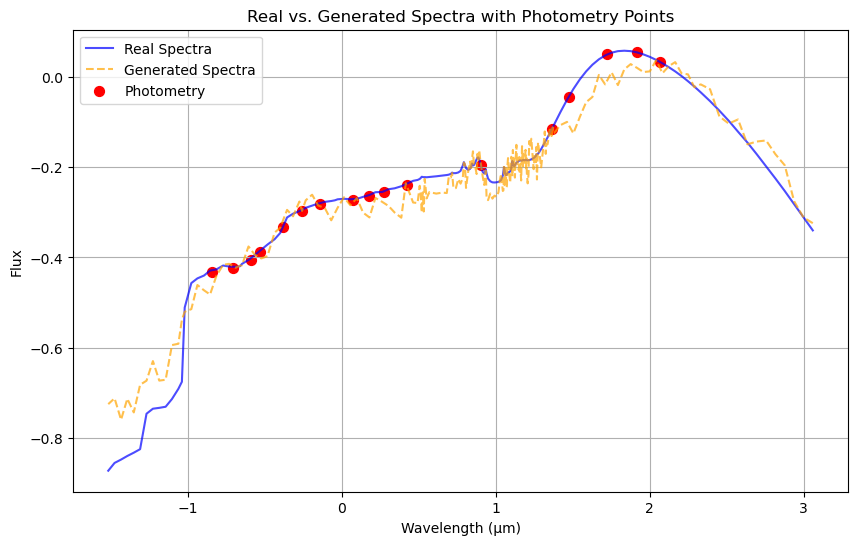 Real vs. Generated Spectra with Photometry Points
Real Spectra
Generated Spectra
Photometry
Flux
0.0
−0.2
−0.4
−0.6
−0.8
−1
0
1
2
3
Wavelength (μm)